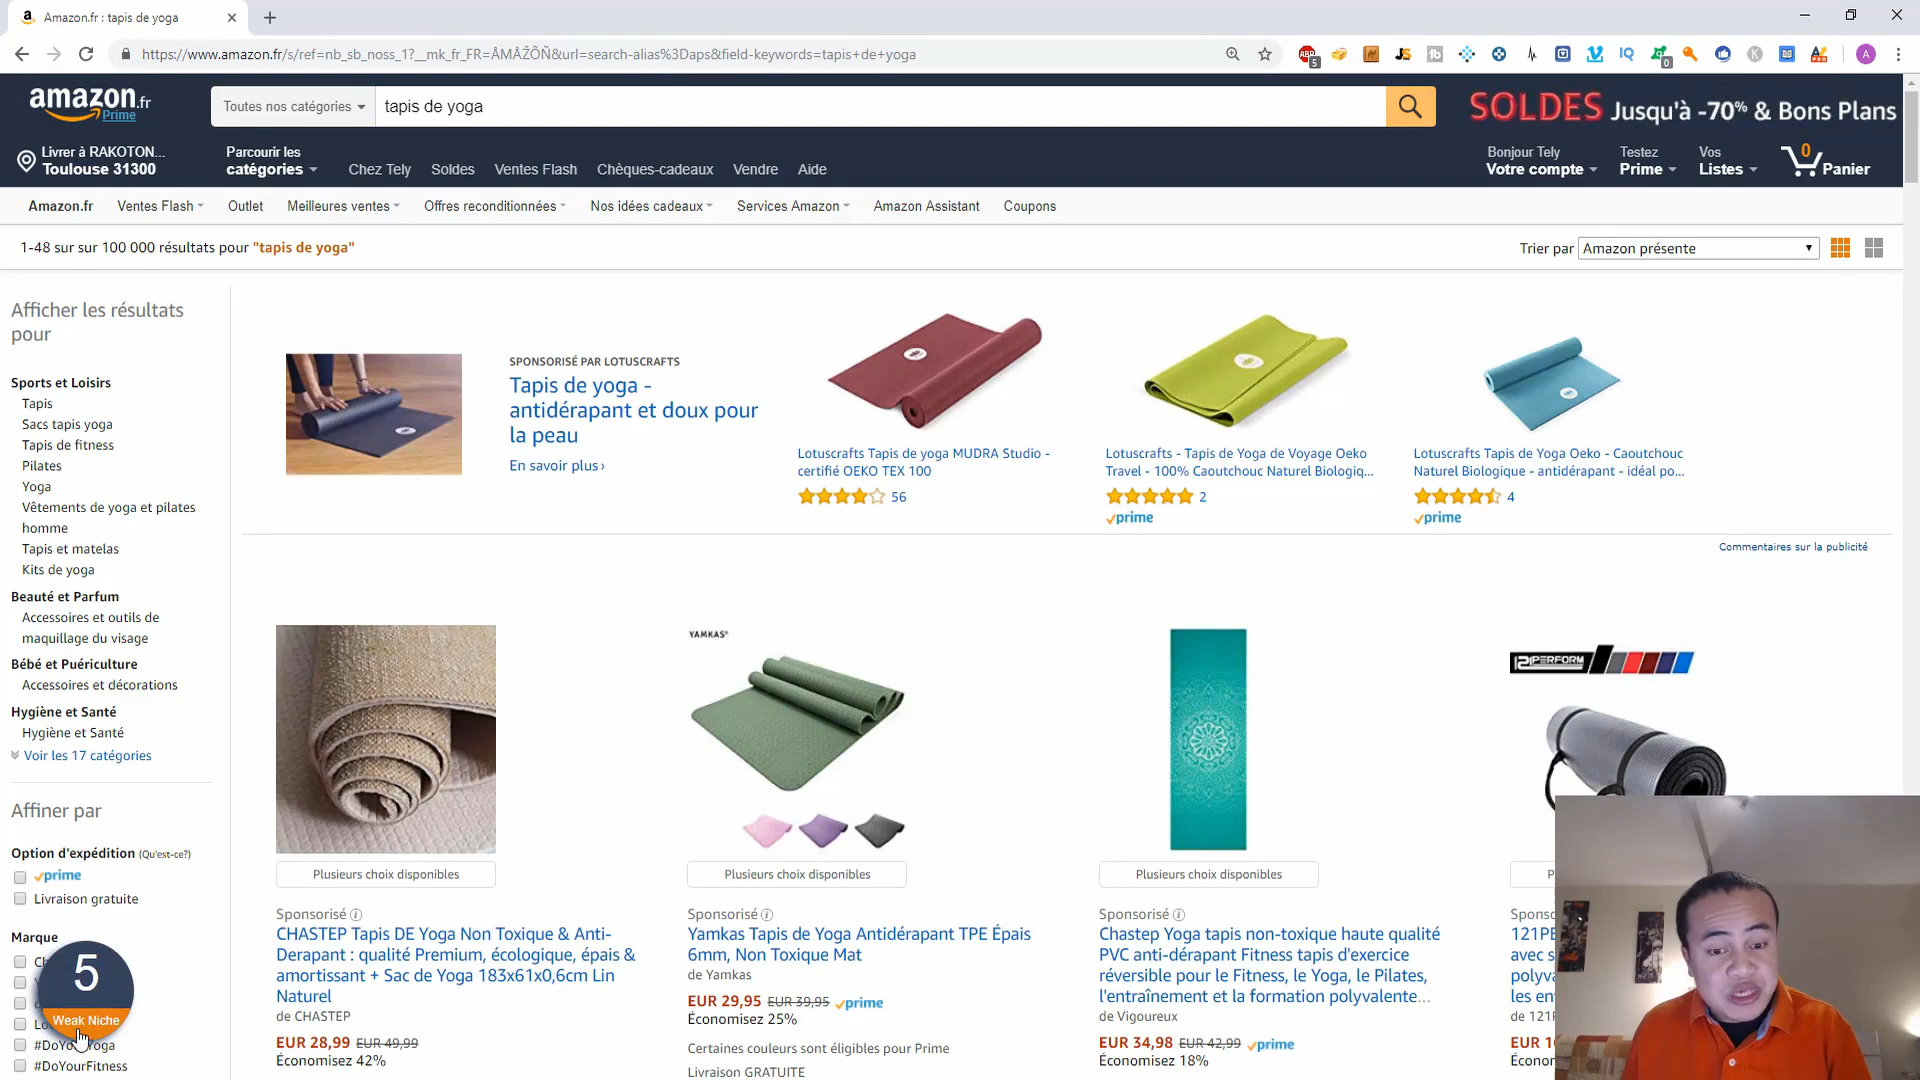 Amazon.fr : tapis de yoga
https://www.amazon.fr/s/ref=nb_sb_noss_1?__mk_fr_FR=ÅMÅŽÕÑ&url=search-alias%3Daps&field-keywords=tapis+de+yoga
amazon.fr
Prime
Toutes nos catégories
tapis de yoga
SOLDES Jusqu'à -70% & Bons Plans
Livrer à RAKOTON...
Toulouse 31300
Parcourir les
catégories
Chez Tely
Soldes
Ventes Flash
Chèques-cadeaux
Vendre
Aide
Bonjour Tely
Votre compte
Testez
Prime
Vos
Listes
0
Panier
Amazon.fr
Ventes Flash
Outlet
Meilleures ventes
Offres reconditionnées
Nos idées cadeaux
Services Amazon
Amazon Assistant
Coupons
1-48 sur sur 100 000 résultats pour "tapis de yoga"
Trier par
Amazon présente
Afficher les résultats
pour
Sports et Loisirs
Tapis
Sacs tapis yoga
Tapis de fitness
Pilates
Yoga
Vêtements de yoga et pilates
homme
Tapis et matelas
Kits de yoga
Beauté et Parfum
Accessoires et outils de
maquillage du visage
Bébé et Puériculture
Accessoires et décorations
Hygiène et Santé
Hygiène et Santé
Voir les 17 catégories
Affiner par
Option d'expédition (Qu'est-ce?)
prime
Livraison gratuite
Marque
5
Weak Niche
#DoYourFitness
SPONSORISÉ PAR LOTUSCRAFTS
Tapis de yoga -
antidérapant et doux pour
la peau
En savoir plus ›
Lotuscrafts Tapis de yoga MUDRA Studio -
certifié OEKO TEX 100
56
Lotuscrafts - Tapis de Yoga de Voyage Oeko
Travel - 100% Caoutchouc Naturel Biologiq...
2
prime
Lotuscrafts Tapis de Yoga Oeko - Caoutchouc
Naturel Biologique - antidérapant - idéal po...
4
prime
Commentaires sur la publicité
Plusieurs choix disponibles
Sponsorisé
CHASTEP Tapis DE Yoga Non Toxique & Anti-
Derapant : qualité Premium, écologique, épais &
amortissant + Sac de Yoga 183x61x0,6cm Lin
Naturel
de CHASTEP
EUR 28,99 EUR 49,99
Économisez 42%
YAMKAS
Plusieurs choix disponibles
Sponsorisé
Yamkas Tapis de Yoga Antidérapant TPE Épais
6mm, Non Toxique Mat
de Yamkas
EUR 29,95 EUR 39,95 prime
Économisez 25%
Certaines couleurs sont éligibles pour Prime
Livraison GRATUITE
Plusieurs choix disponibles
Sponsorisé
Chastep Yoga tapis non-toxique haute qualité
PVC anti-dérapant Fitness tapis d'exercice
réversible pour le Fitness, le Yoga, le Pilates,
l'entraînement et la formation polyvalente...
de Vigoureux
EUR 34,98 EUR 42,99 prime
Économisez 18%
121PERFORM